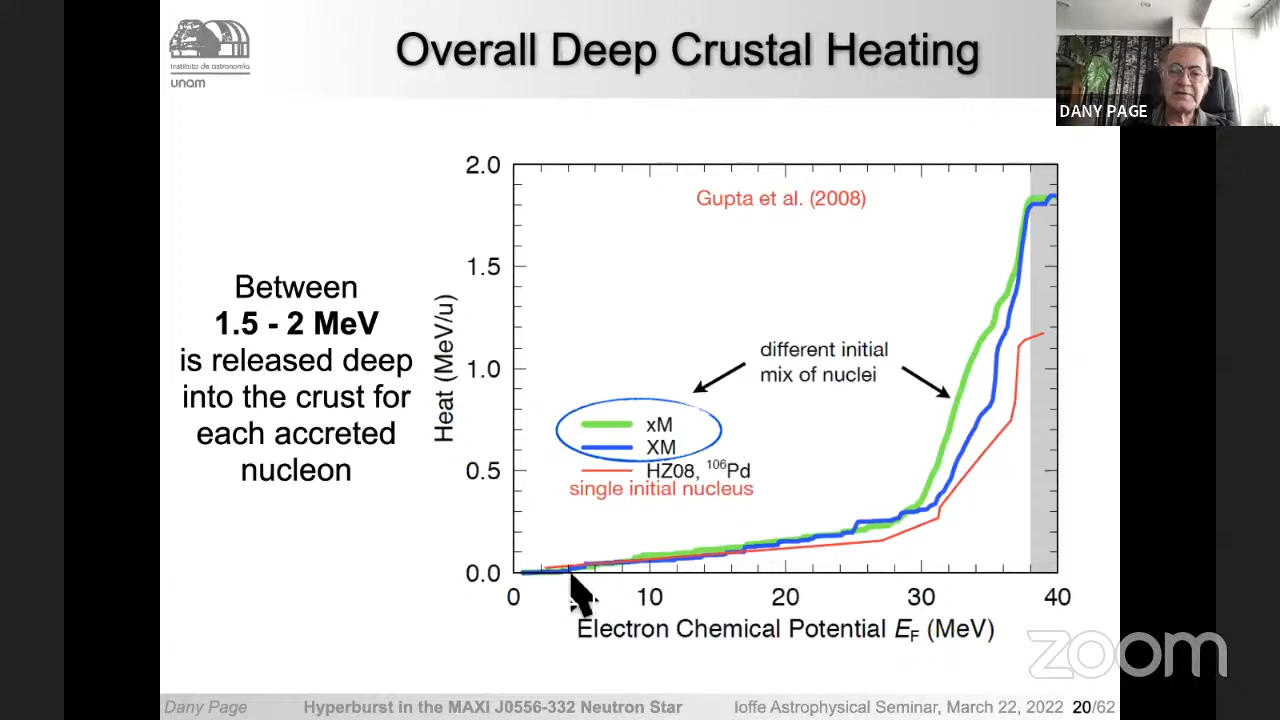 Instituto de astronomía
unam
Overall Deep Crustal Heating
DANY PAGE
Between
1.5 - 2 MeV
is released deep
into the crust for
each accreted
nucleon
Heat (MeV/u)
2.0
1.5
1.0
0.5
0.0
Gupta et al. (2008)
different initial
mix of nuclei
xM
XM
HZ08, ¹⁰⁶Pd
single initial nucleus
0 10 20 30 40
Electron Chemical Potential E_F (MeV)
zoom
Dany Page Hyperburst in the MAXI J0556-332 Neutron Star Ioffe Astrophysical Seminar, March 22, 2022 20/62